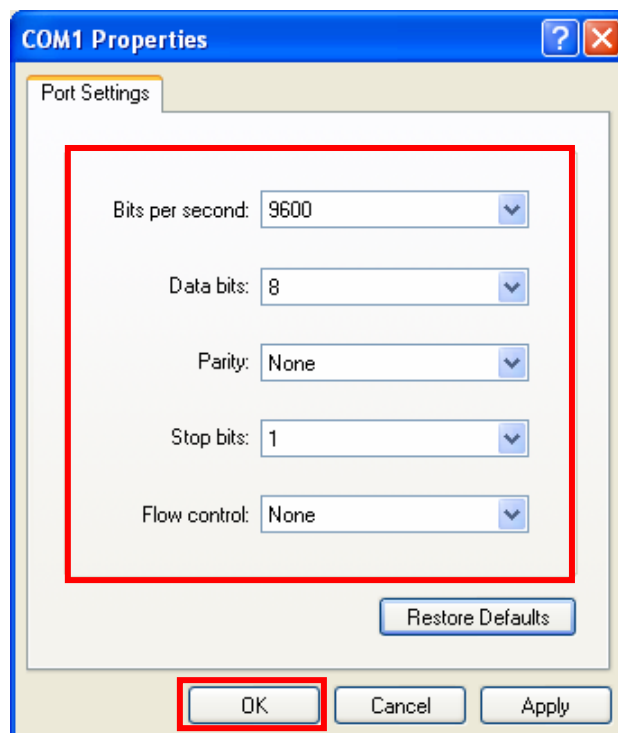 COM1 Properties
Port Settings
Bits per second: 9600
Data bits: 8
Parity: None
Stop bits: 1
Flow control: None
Restore Defaults
OK Cancel Apply